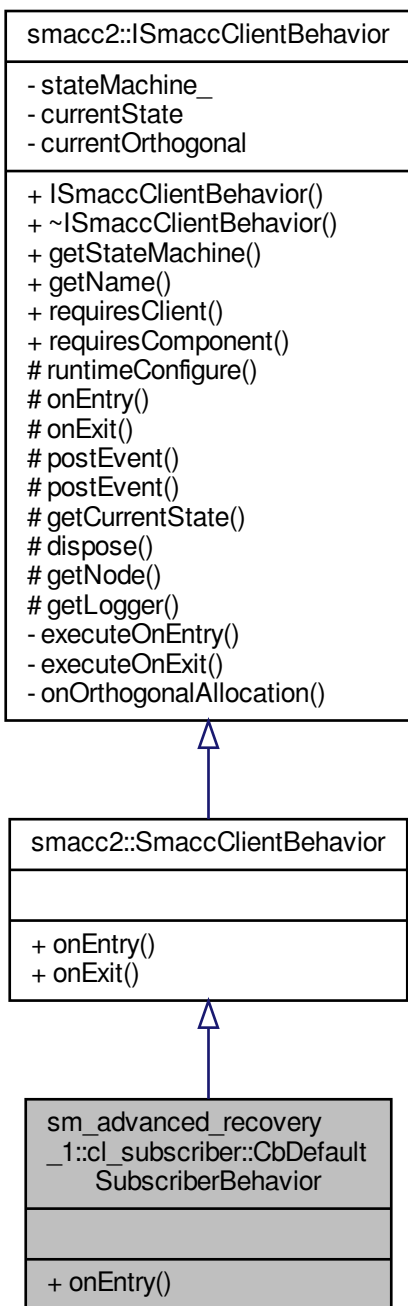 smacc2::ISmaccClientBehavior
- stateMachine_
- currentState
- currentOrthogonal
+ ISmaccClientBehavior()
+ ~ISmaccClientBehavior()
+ getStateMachine()
+ getName()
+ requiresClient()
+ requiresComponent()
# runtimeConfigure()
# onEntry()
# onExit()
# postEvent()
# postEvent()
# getCurrentState()
# dispose()
# getNode()
# getLogger()
- executeOnEntry()
- executeOnExit()
- onOrthogonalAllocation()
smacc2::SmaccClientBehavior
+ onEntry()
+ onExit()
sm_advanced_recovery
_1::cl_subscriber::CbDefault
SubscriberBehavior
+ onEntry()